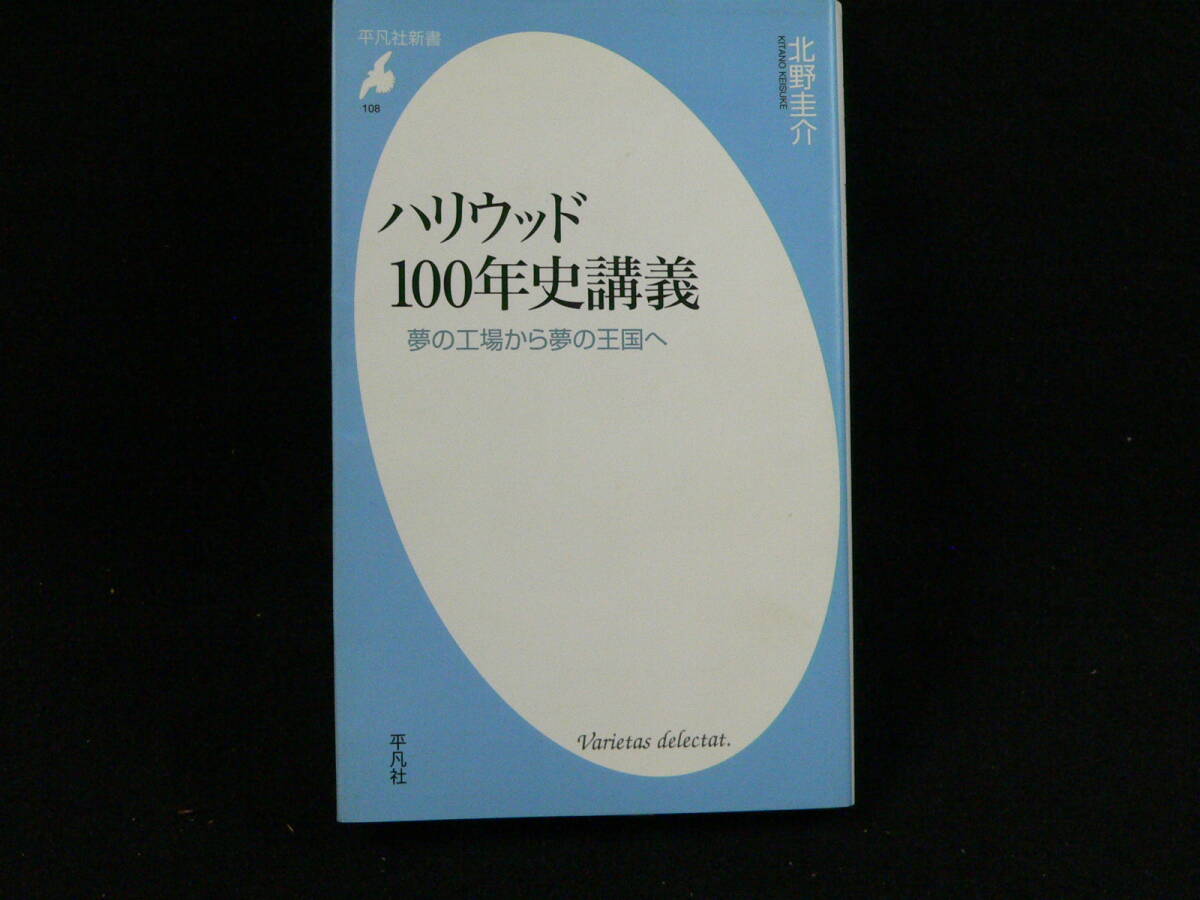 平凡社新書
108
北野圭介
KITANO KEISUKE
ハリウッド
100年史講義
夢の工場から夢の王国へ
Varietas delectat.
平凡社